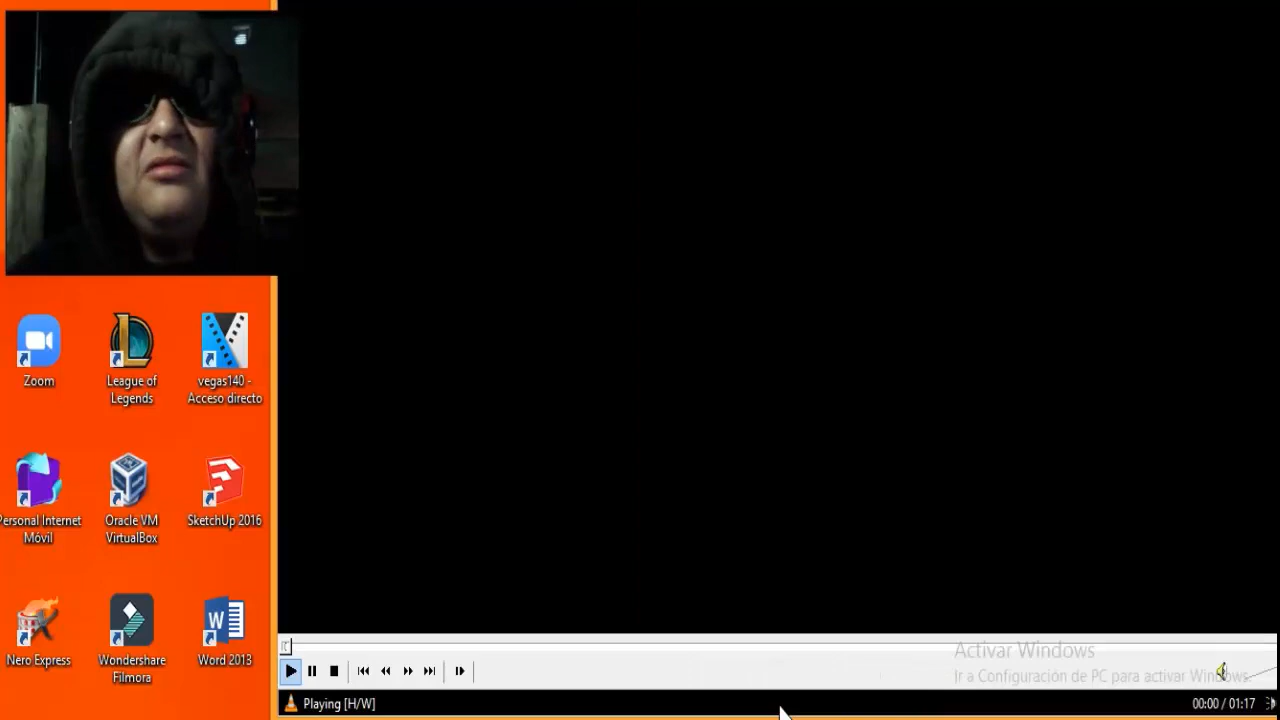 Zoom
League of
Legends
vegas140 -
Acceso directo
Personal Internet
Móvil
Oracle VM
VirtualBox
SketchUp 2016
Nero Express
Wondershare
Filmora
Word 2013
Activar Windows
Ir a Configuración de PC para activar Windows.
Playing [H/W]
00:00 / 01:17